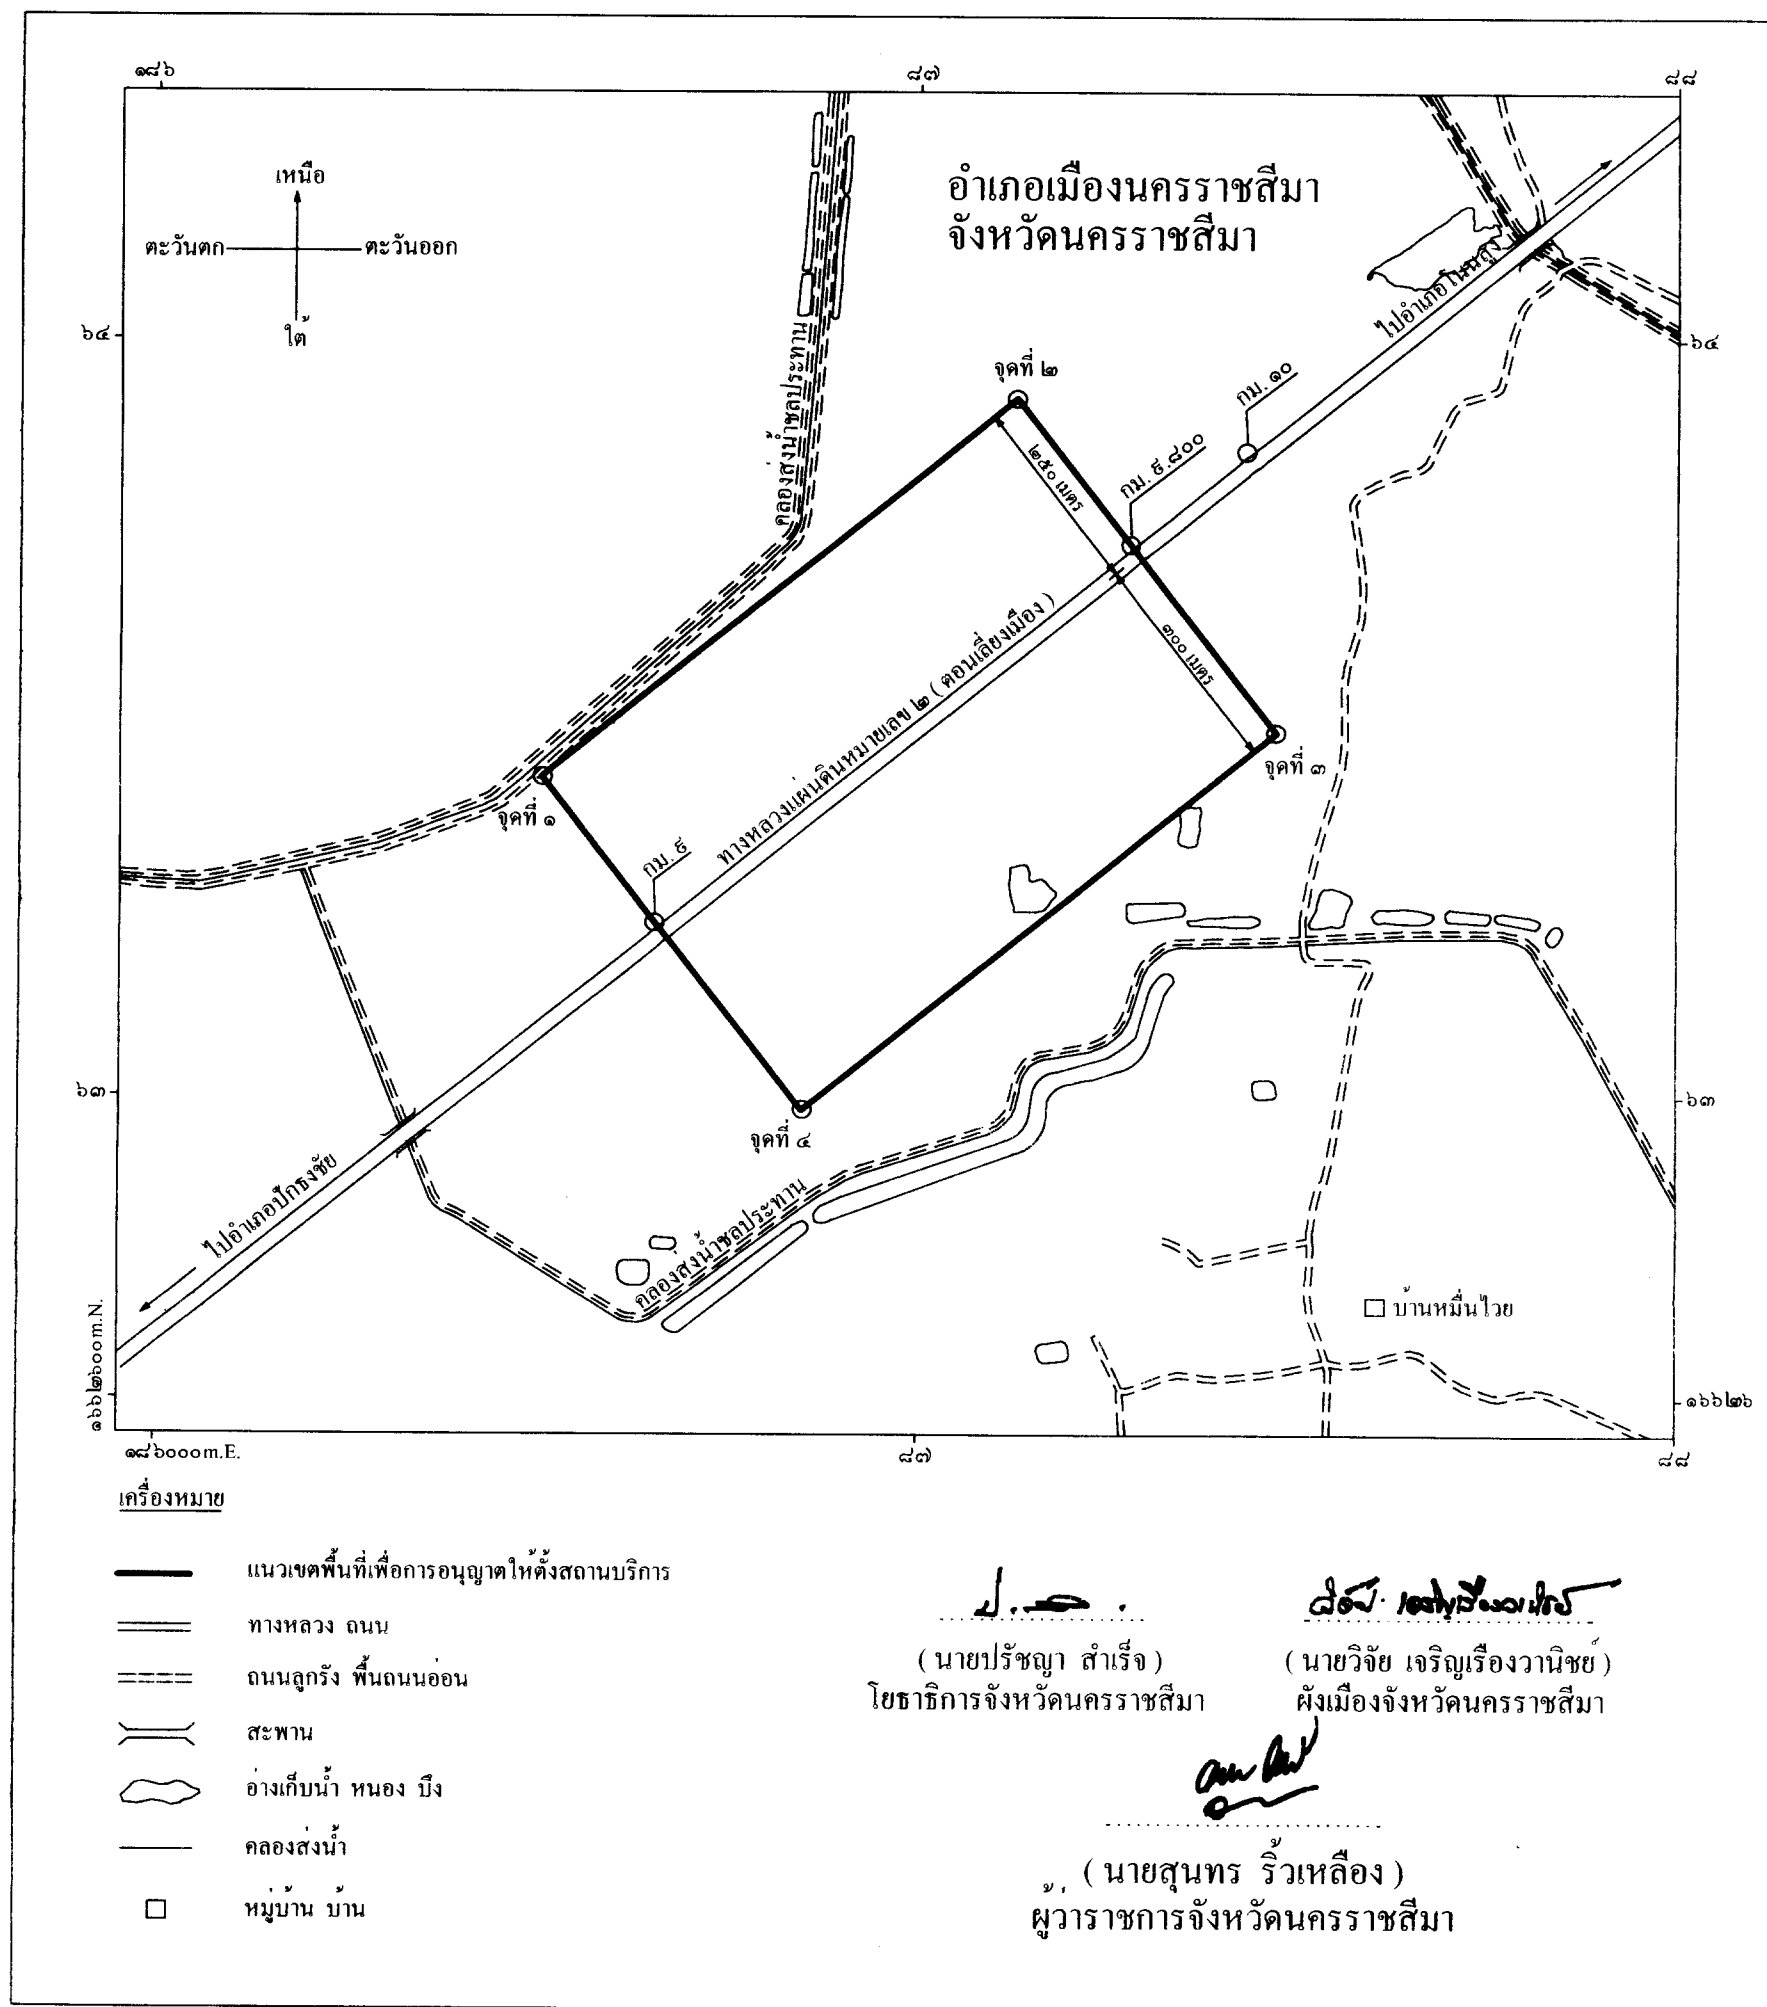 ๑๘๖
๘๗
๘๘
อำเภอเมืองนครราชสีมา
จังหวัดนครราชสีมา
เหนือ
ตะวันตก
ตะวันออก
ใต้
๖๔
๖๔
ไปอำเภอโนนสูง
คลองส่งน้ำชลประทาน
จุดที่ ๒
กม. ๑๐
กม. ๙.๘๐๐
๒๕๐ เมตร
๓๐๐ เมตร
ทางหลวงแผ่นดินหมายเลข ๒ ( ตอนเลี่ยงเมือง )
จุดที่ ๓
จุดที่ ๑
กม. ๙
๖๓
๖๓
จุดที่ ๔
ไปอำเภอปักธงชัย
คลองส่งน้ำชลประทาน
บ้านหมื่นไวย
๑๖๖๒๖๐๐m.N.
๑๖๖๒๖
๑๘๖๐๐๐m.E.
๘๗
๘๘
เครื่องหมาย
แนวเขตพื้นที่เพื่อการอนุญาตให้ตั้งสถานบริการ
ทางหลวง ถนน
ถนนลูกรัง พื้นถนนอ่อน
สะพาน
อ่างเก็บน้ำ หนอง บึง
คลองส่งน้ำ
หมู่บ้าน บ้าน
( นายปรัชญา สำเร็จ )
โยธาธิการจังหวัดนครราชสีมา
( นายวิจัย เจริญเรืองวานิชย์ )
ผังเมืองจังหวัดนครราชสีมา
( นายสุนทร ริ้วเหลือง )
ผู้ว่าราชการจังหวัดนครราชสีมา